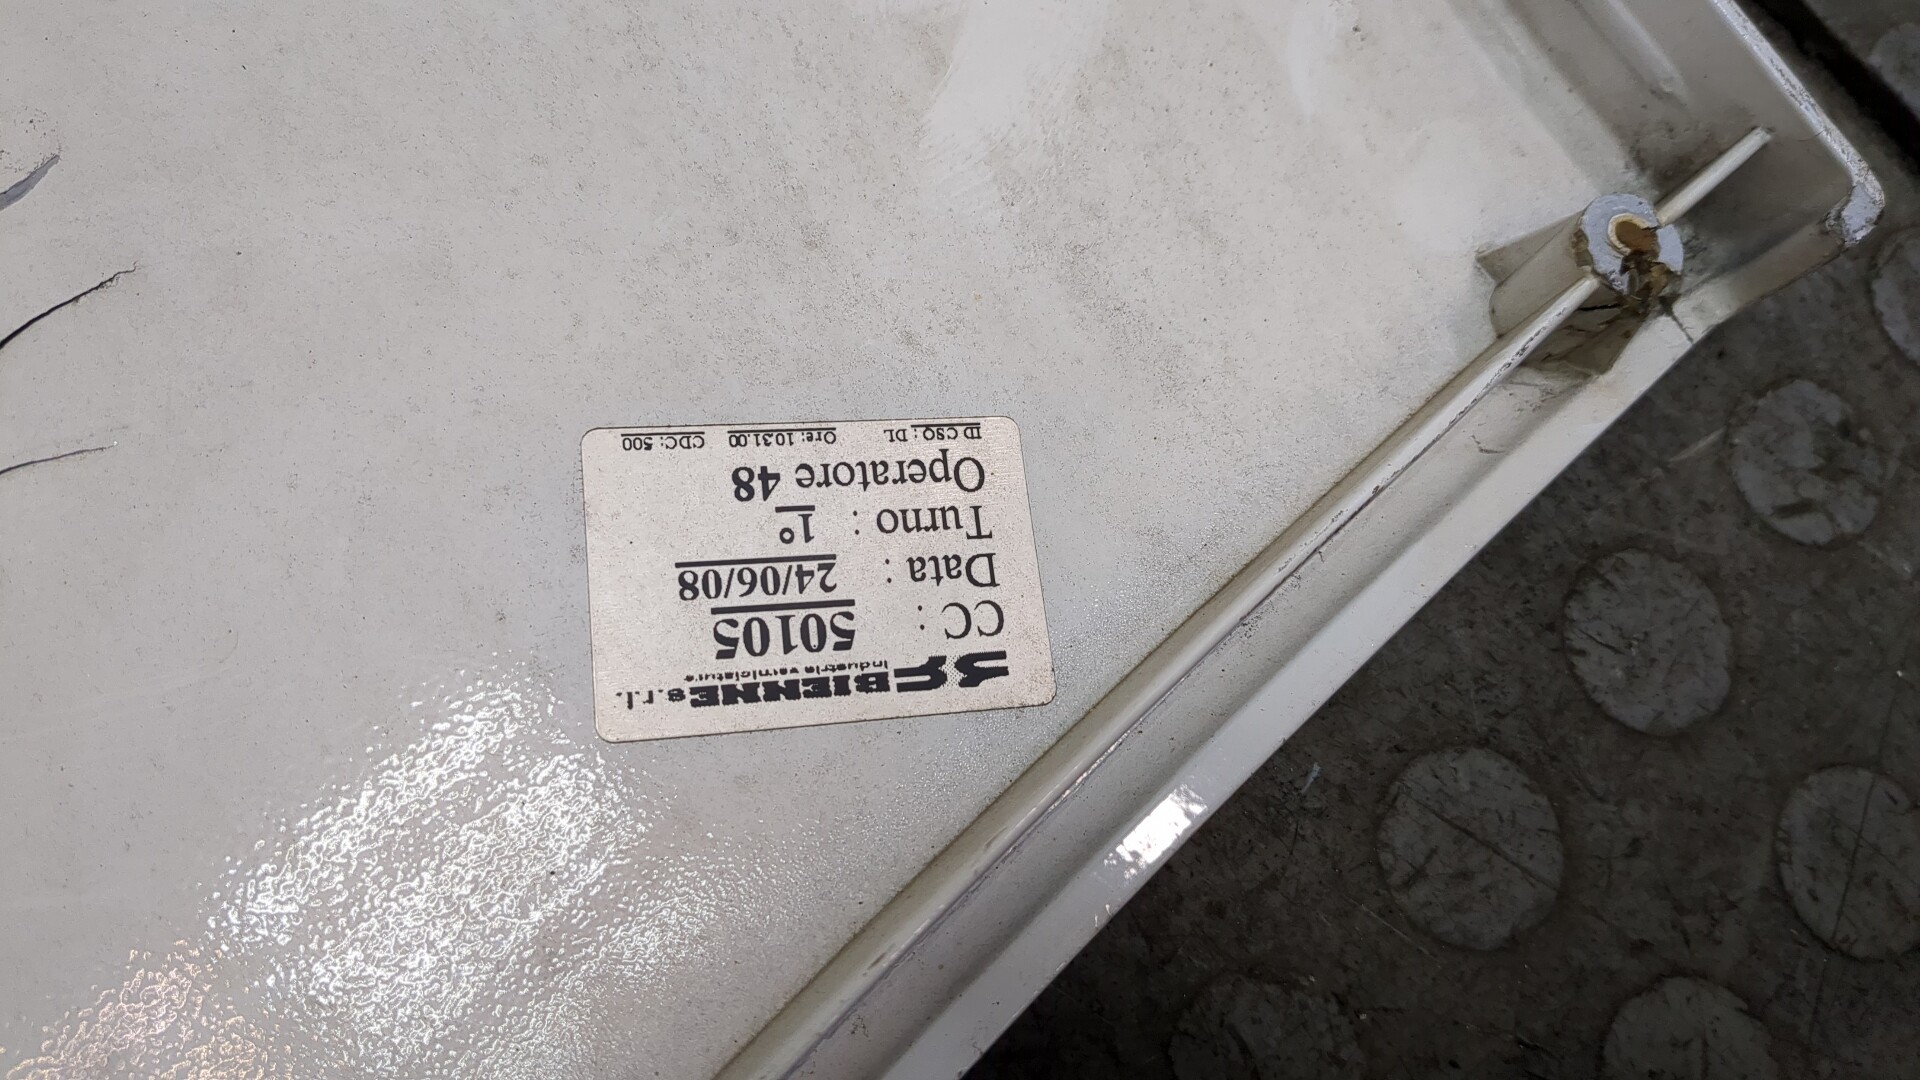 BIENNE s.r.l.
industria verniciatura
CC : 50105
Data : 24/06/08
Turno : 1°
Operatore 48
ID CSQ : DL Ore: 10.31.00 CDC: 500